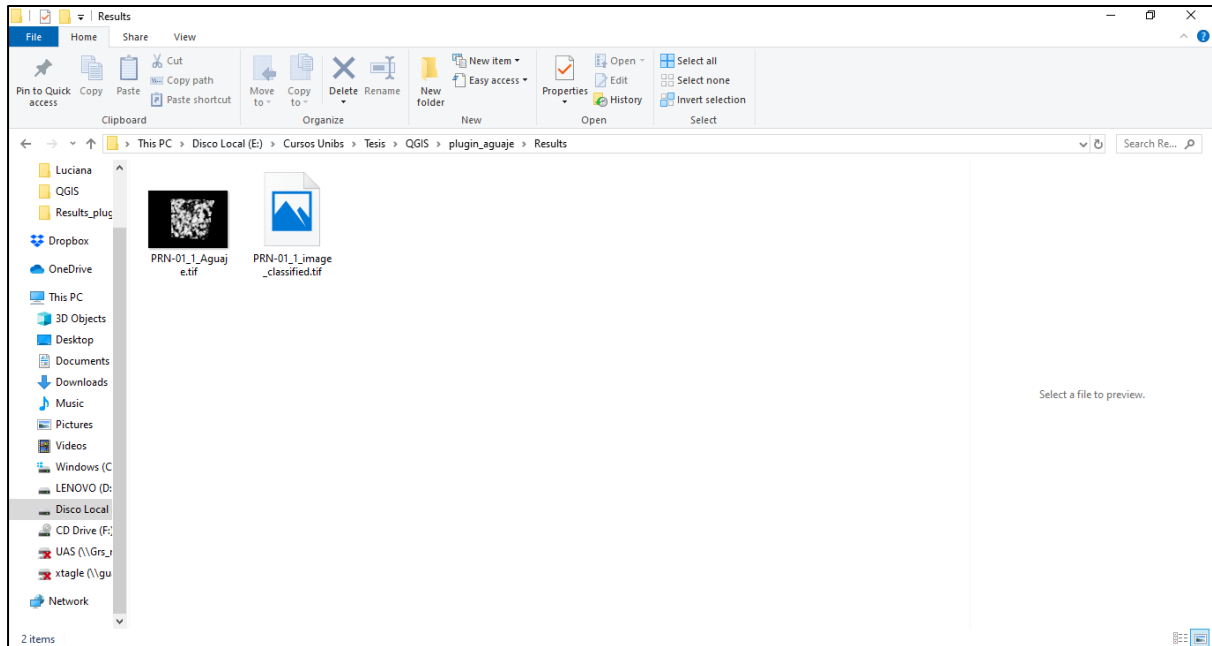 Results
File Home Share View
Pin to Quick access
Copy
Paste
Cut
Copy path
Paste shortcut
Clipboard
Move to
Copy to
Delete
Rename
Organize
New folder
New item
Easy access
New
Properties
Open
Edit
History
Open
Select all
Select none
Invert selection
Select
This PC > Disco Local (E:) > Cursos Unibs > Tesis > QGIS > plugin_aguaje > Results
Search Re...
Luciana
QGIS
Results_plug
Dropbox
OneDrive
This PC
3D Objects
Desktop
Documents
Downloads
Music
Pictures
Videos
Windows (C
LENOVO (D:
Disco Local
CD Drive (F:)
UAS (\\Grs_r
xtagle (\\gu
Network
PRN-01_1_Aguaj
e.tif
PRN-01_1_image
_classified.tif
Select a file to preview.
2 items